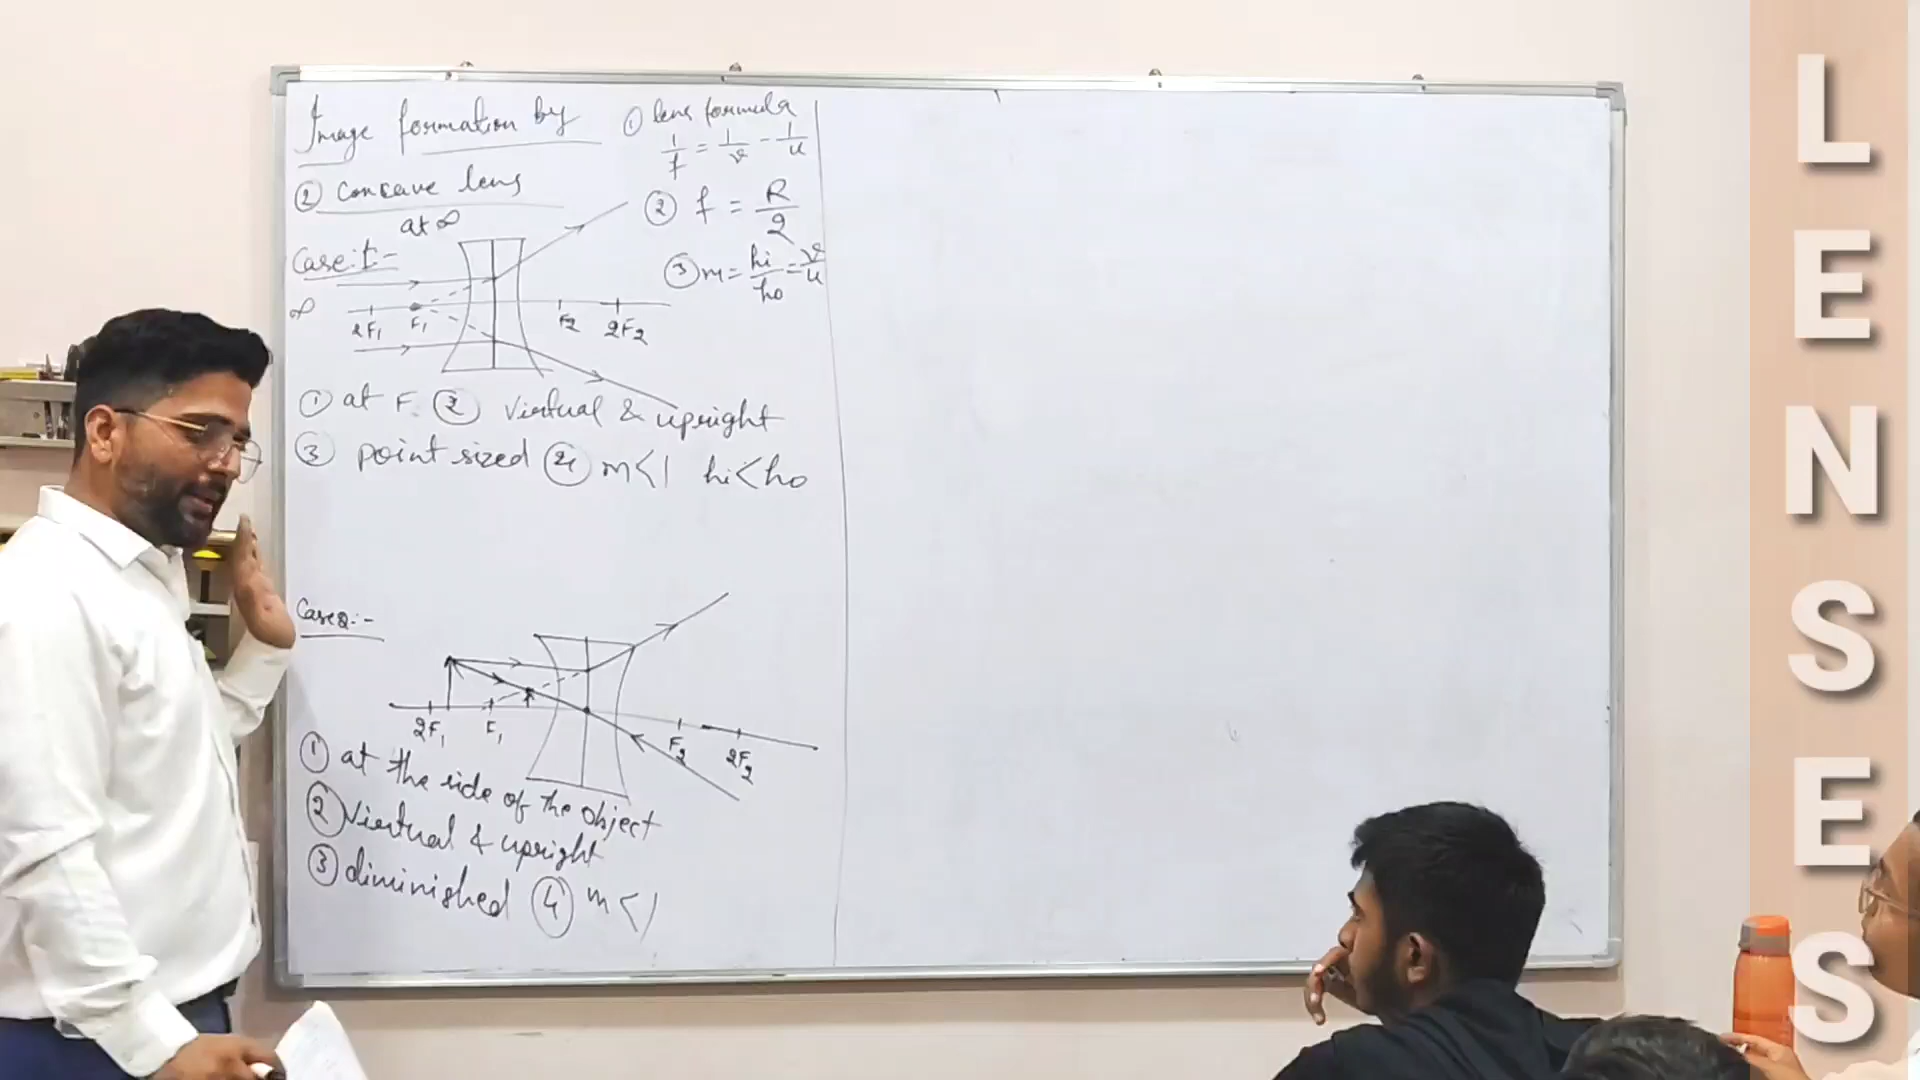 Image formation by
② Concave lens
at ∞
Case: I:-
∞
2F₁ F₁ F₂ 2F₂
① at F. ② Virtual & upright
③ point sized ④ m<1 hi<ho
① lens formula
1/f = 1/v - 1/u
② f = R/2
③ m = hi/ho = v/u
Case2:-
2F₁ F₁ F₂ 2F₂
① at the side of the object
② Virtual & upright
③ diminished ④ m<1
LENSES